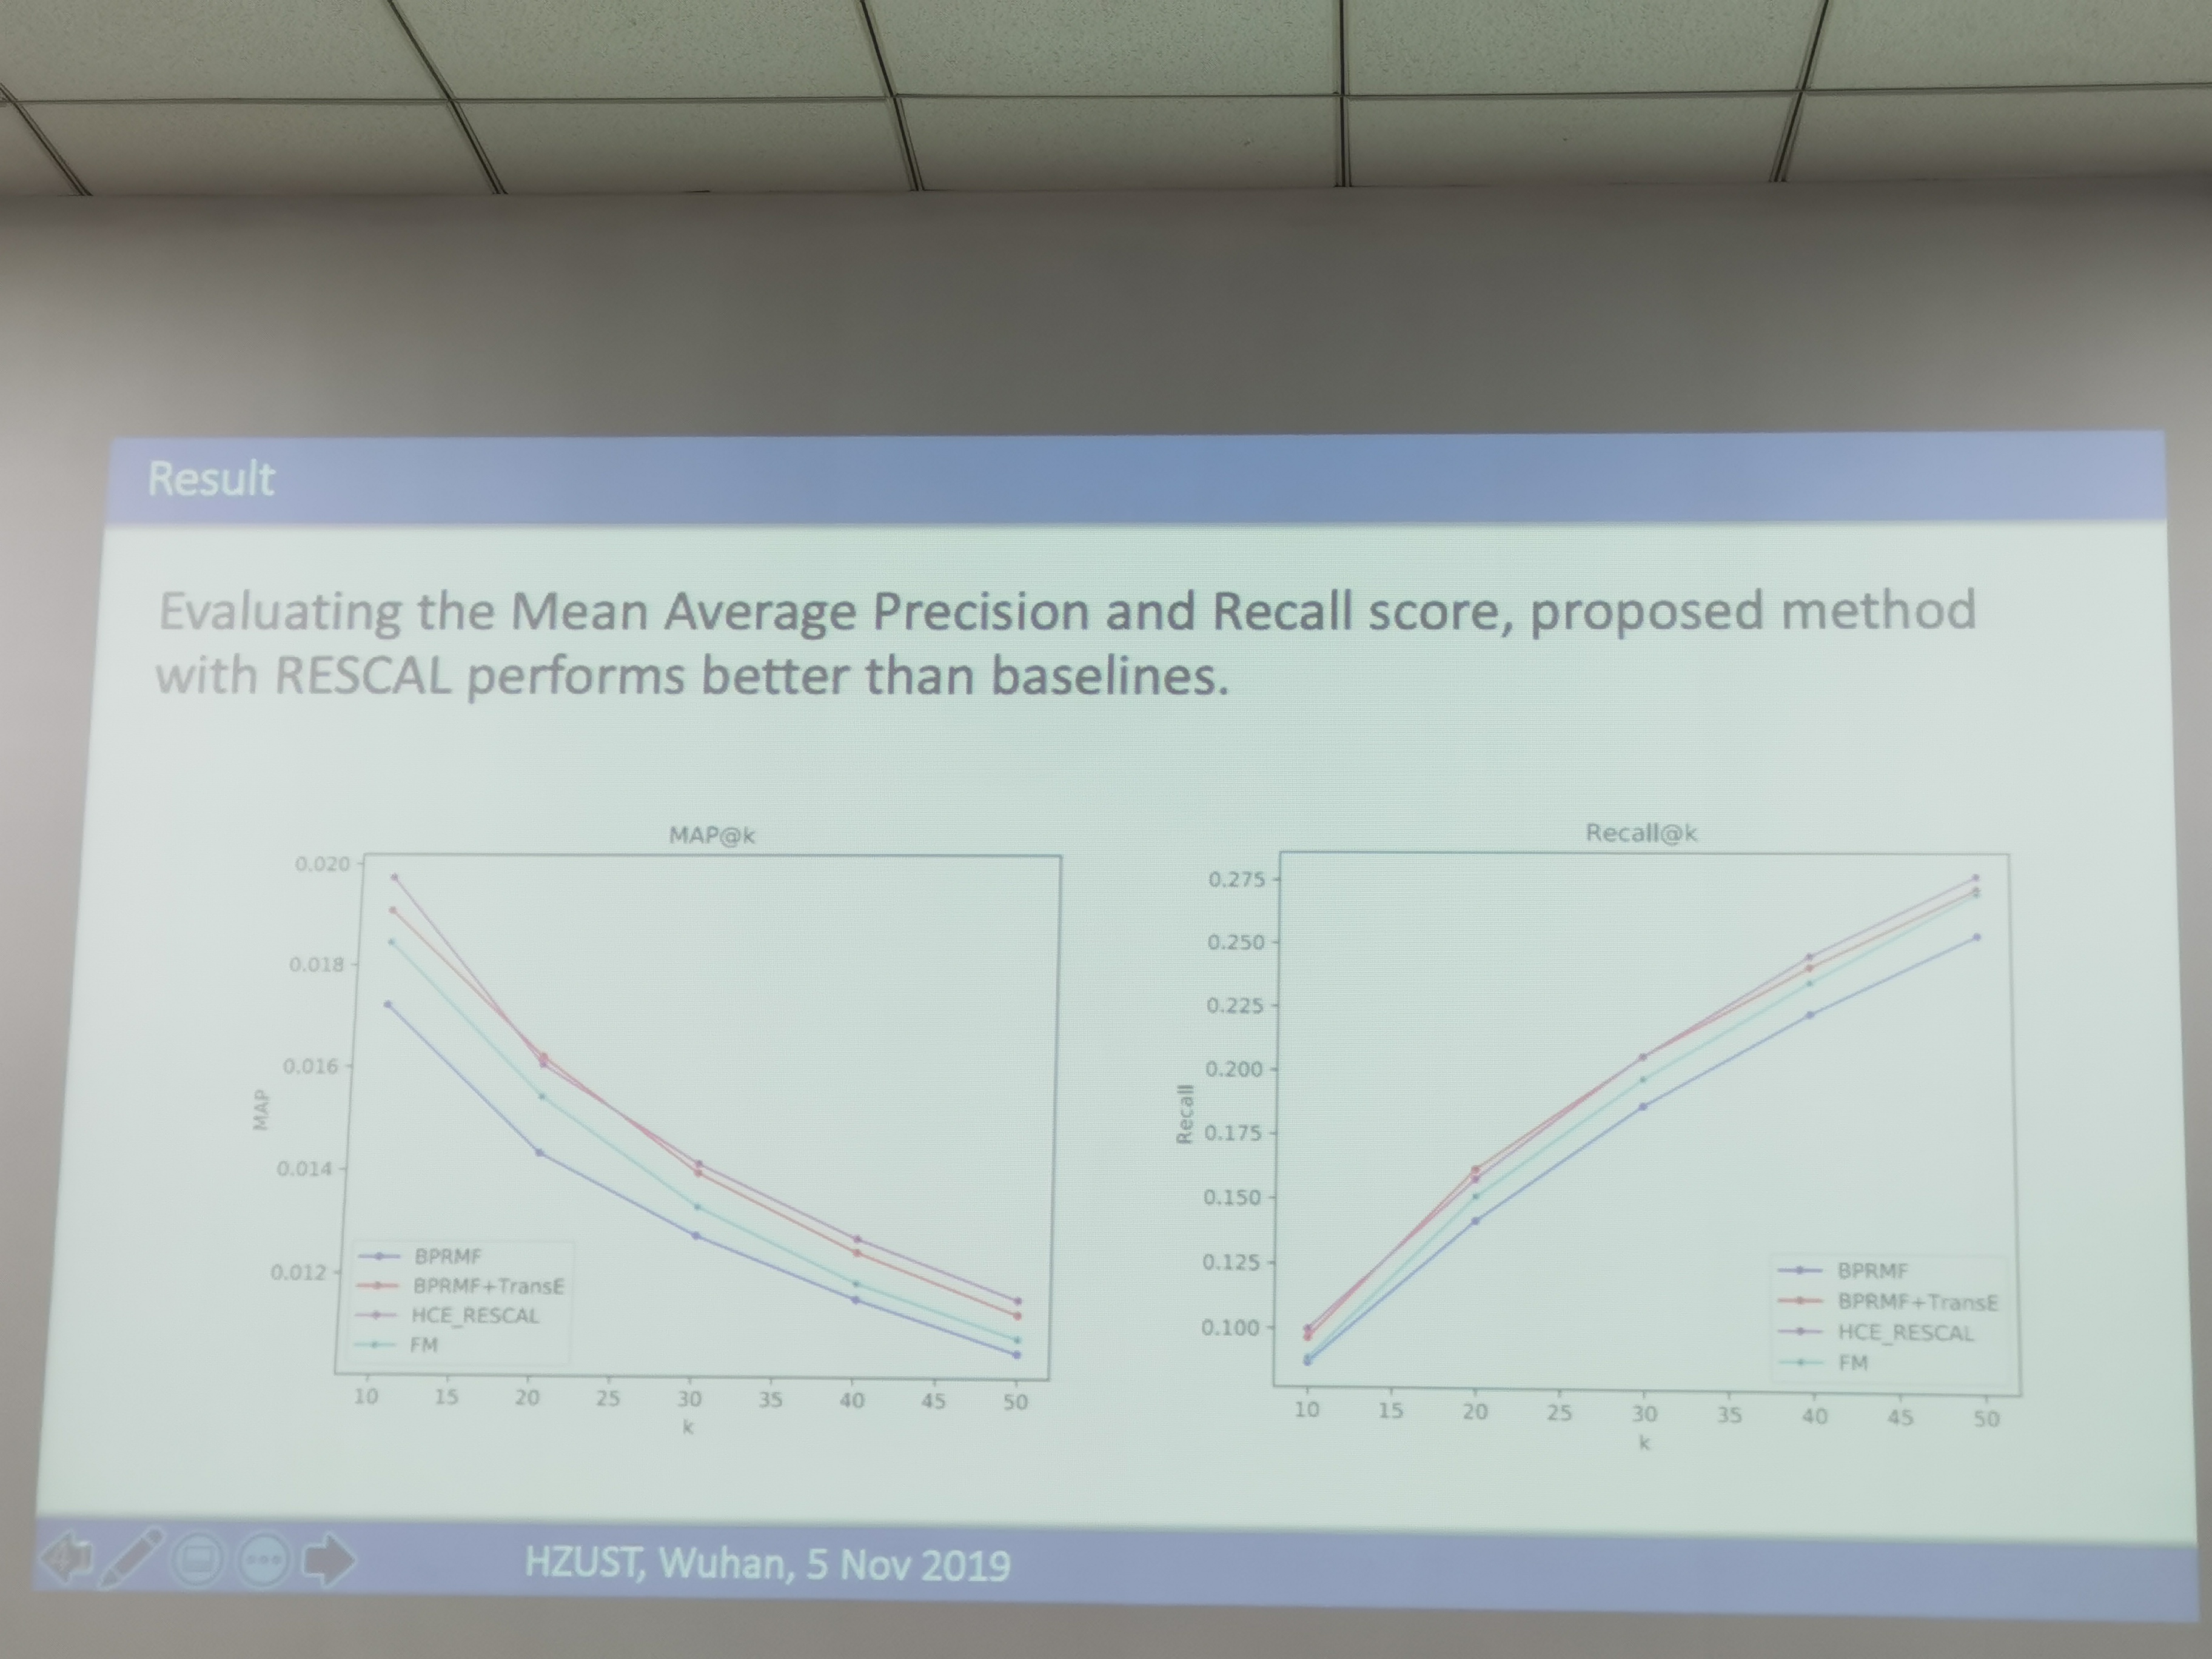 Result
Evaluating the Mean Average Precision and Recall score, proposed method
with RESCAL performs better than baselines.
MAP@k
0.020
0.018
0.016
0.014
0.012
MAP
BPRMF
BPRMF+TransE
HCE_RESCAL
FM
10 15 20 25 30 35 40 45 50
k
Recall@k
0.275
0.250
0.225
0.200
0.175
0.150
0.125
0.100
Recall
BPRMF
BPRMF+TransE
HCE_RESCAL
FM
10 15 20 25 30 35 40 45 50
k
HZUST, Wuhan, 5 Nov 2019